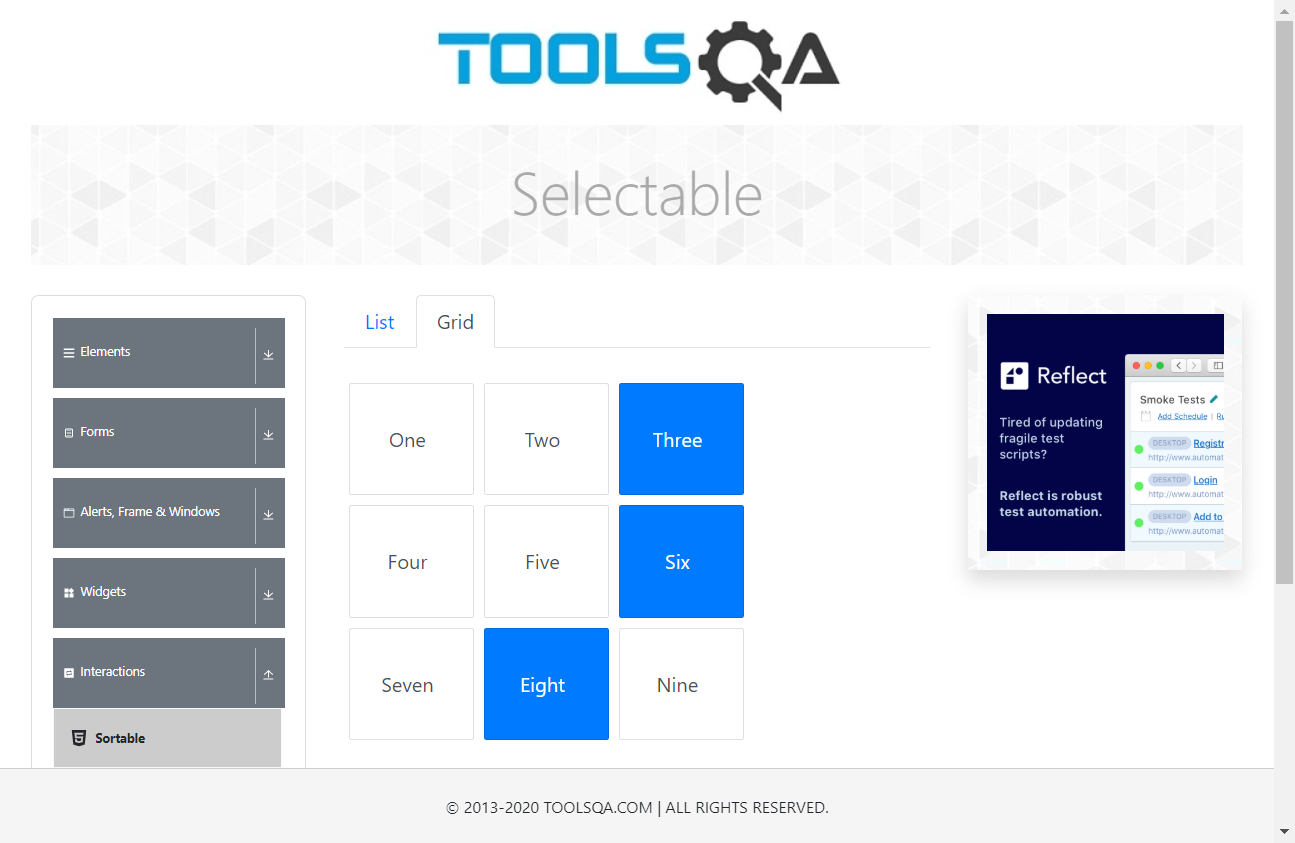 TOOLSQA
Selectable
Elements
Forms
Alerts, Frame & Windows
Widgets
Interactions
Sortable
List
Grid
One
Two
Three
Four
Five
Six
Seven
Eight
Nine
Reflect
Tired of updating
fragile test
scripts?
Reflect is robust
test automation.
Smoke Tests
Add Schedule | Ru
DESKTOP Registr
http://www.automat
DESKTOP Login
http://www.automat
DESKTOP Add to
http://www.automat
© 2013-2020 TOOLSQA.COM | ALL RIGHTS RESERVED.